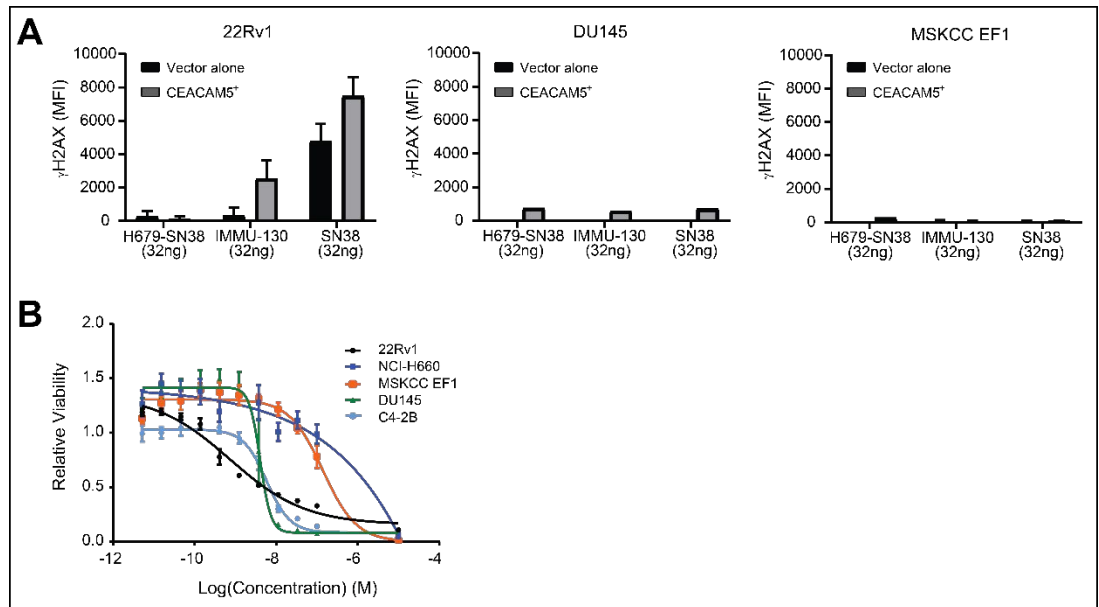 A
22Rv1
10000
8000
6000
4000
2000
0
γH2AX (MFI)
Vector alone
CEACAM5+
H679-SN38 IMMU-130 SN38
(32ng) (32ng) (32ng)
DU145
10000
8000
6000
4000
2000
0
γH2AX (MFI)
Vector alone
CEACAM5+
H679-SN38 IMMU-130 SN38
(32ng) (32ng) (32ng)
MSKCC EF1
10000
8000
6000
4000
2000
0
γH2AX (MFI)
Vector alone
CEACAM5+
H679-SN38 IMMU-130 SN38
(32ng) (32ng) (32ng)
B
2.0
1.5
1.0
0.5
0.0
Relative Viability
22Rv1
NCI-H660
MSKCC EF1
DU145
C4-2B
-12 -10 -8 -6 -4
Log(Concentration) (M)